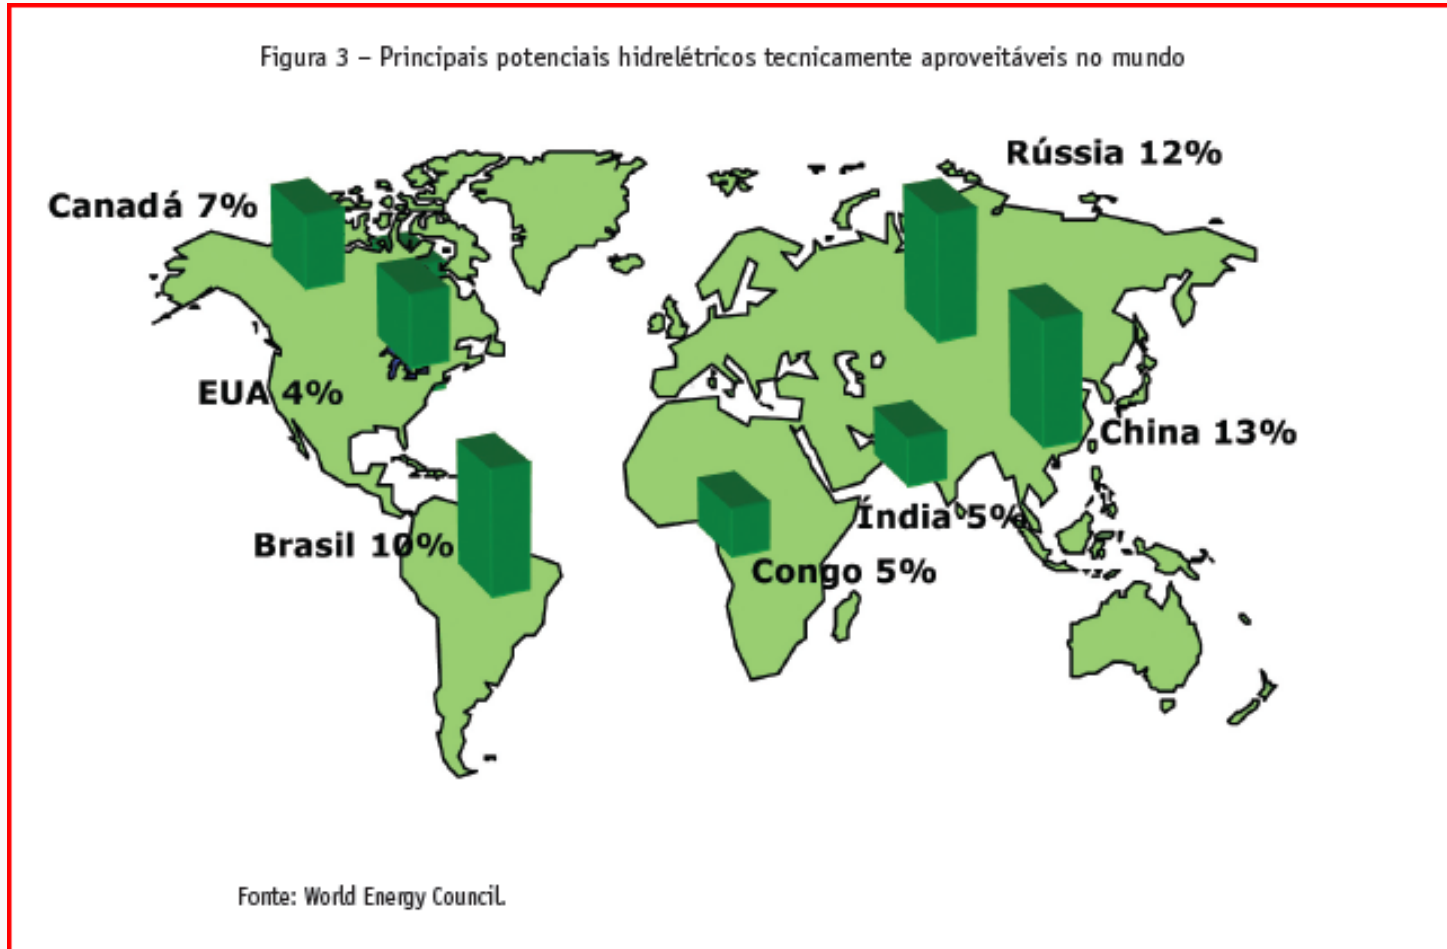 Figura 3 – Principais potenciais hidrelétricos tecnicamente aproveitáveis no mundo
Rússia 12%
Canadá 7%
EUA 4%
China 13%
Índia 5%
Brasil 10%
Congo 5%
Fonte: World Energy Council.